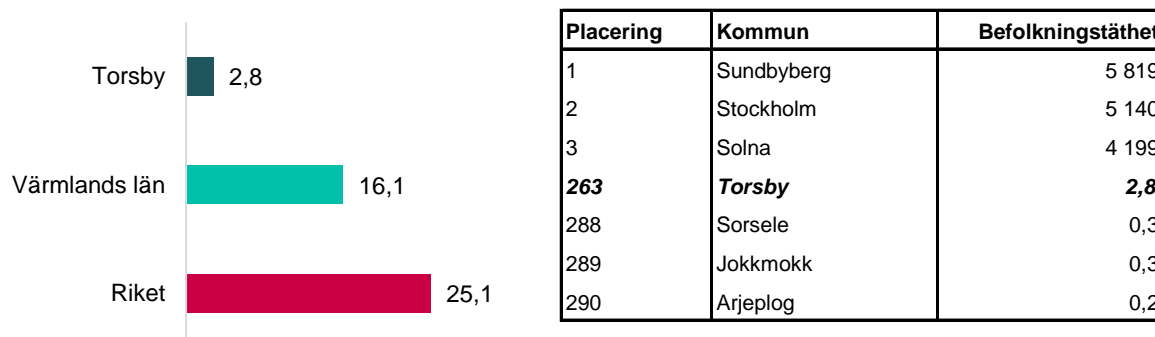 Torsby 2,8
Värmlands län 16,1
Riket 25,1
Placering Kommun Befolkningstäthet
1 Sundbyberg 5 819
2 Stockholm 5 140
3 Solna 4 199
263 Torsby 2,8
288 Sorsele 0,3
289 Jokkmokk 0,3
290 Arjeplog 0,2